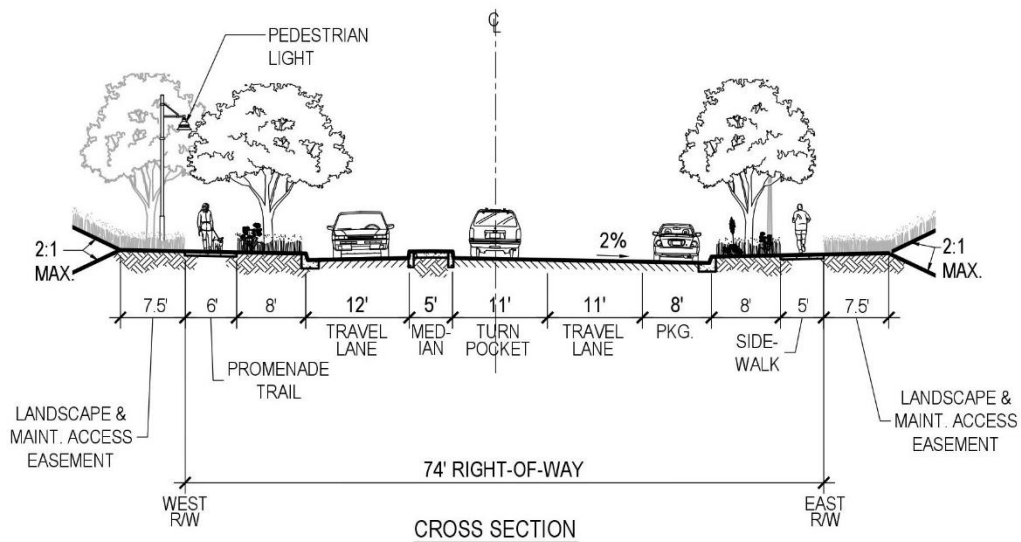 ℄
PEDESTRIAN
LIGHT
2:1
MAX.
2%
2:1
MAX.
7.5' 6' 8' 12' 5' 11' 11' 8' 8' 5' 7.5'
TRAVEL
LANE
MED-
IAN
TURN
POCKET
TRAVEL
LANE
PKG.
SIDE-
WALK
PROMENADE
TRAIL
LANDSCAPE &
MAINT. ACCESS
EASEMENT
LANDSCAPE &
MAINT. ACCESS
EASEMENT
74' RIGHT-OF-WAY
WEST
R/W
EAST
R/W
CROSS SECTION